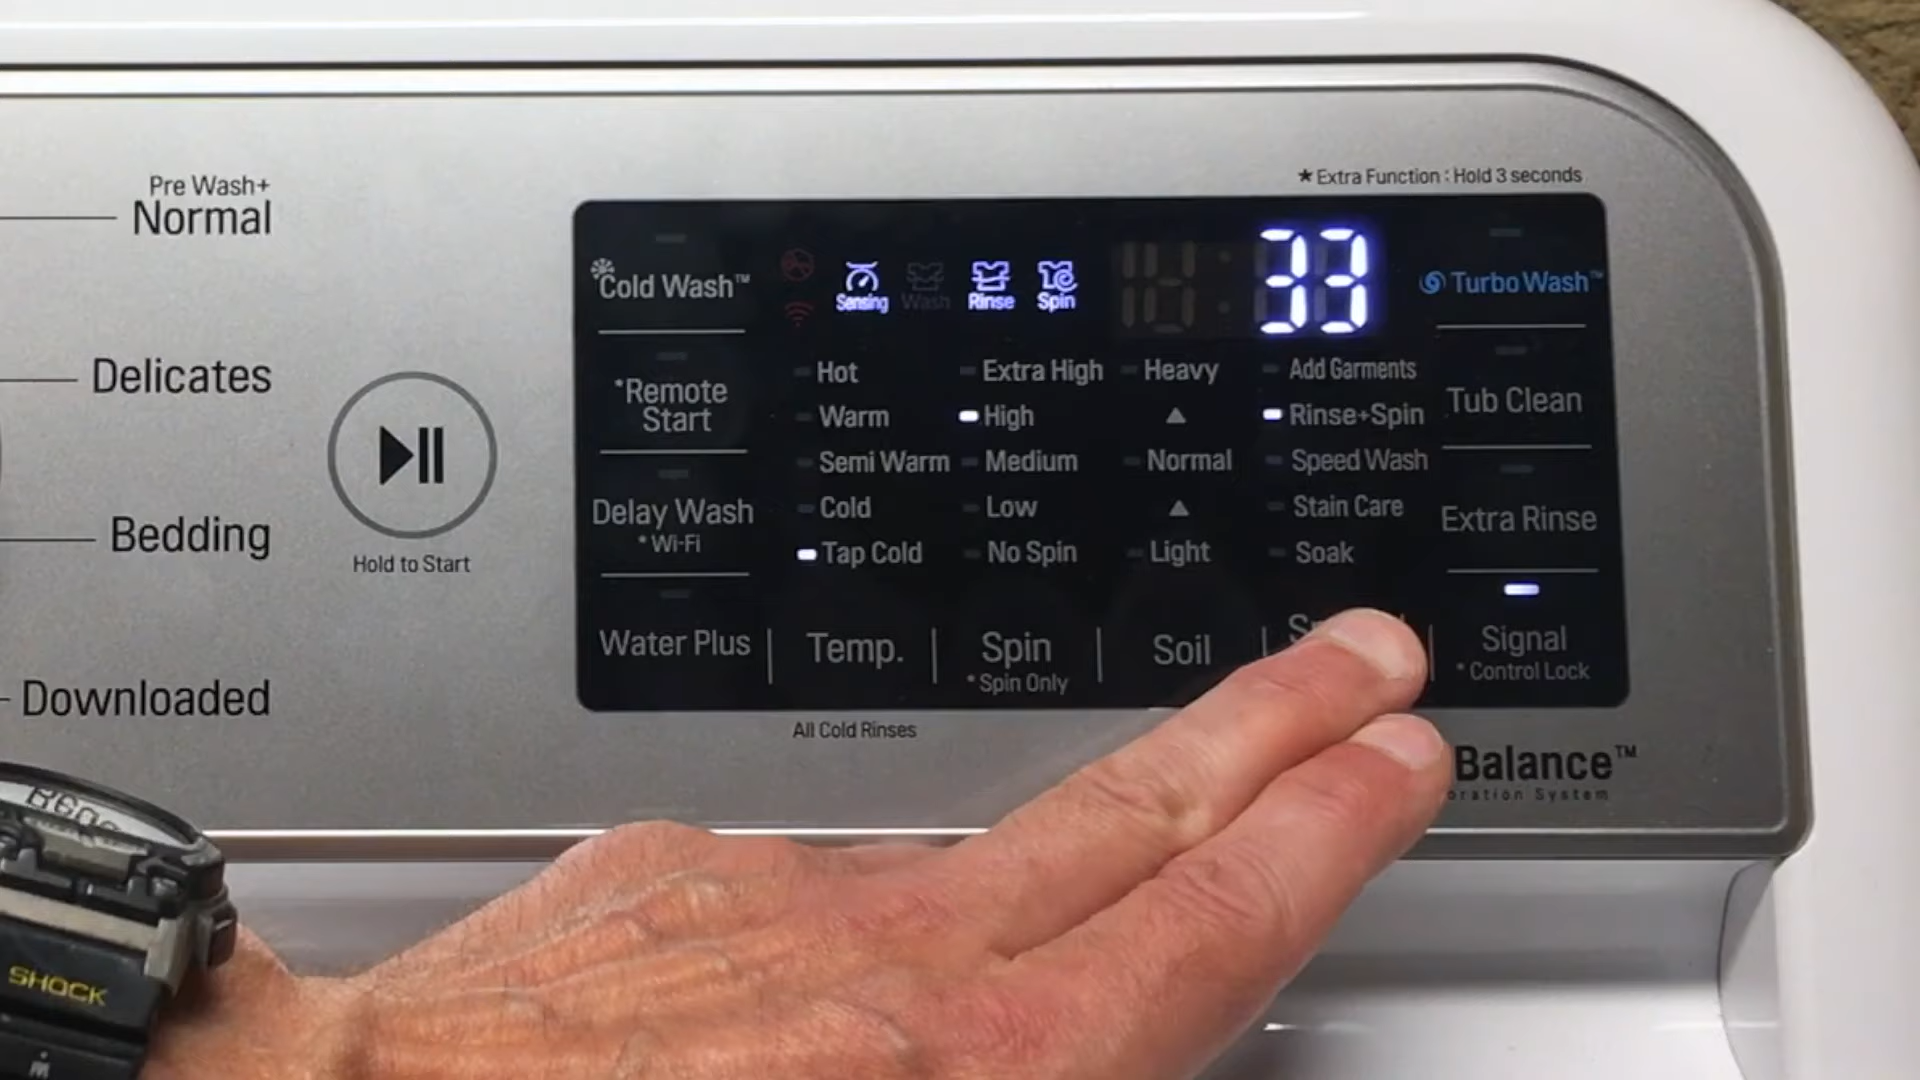 Pre Wash+
Normal
Delicates
Bedding
Downloaded
Hold to Start
* Extra Function : Hold 3 seconds
Cold Wash™
*Remote
Start
Delay Wash
* Wi-Fi
Water Plus
Sensing
Wash
Rinse
Spin
33
Hot
Warm
Semi Warm
Cold
Tap Cold
Temp.
Extra High
High
Medium
Low
No Spin
Spin
* Spin Only
Heavy
Normal
Light
Soil
Add Garments
Rinse+Spin
Speed Wash
Stain Care
Soak
TurboWash™
Tub Clean
Extra Rinse
Signal
* Control Lock
All Cold Rinses
Balance™
System
SHOCK